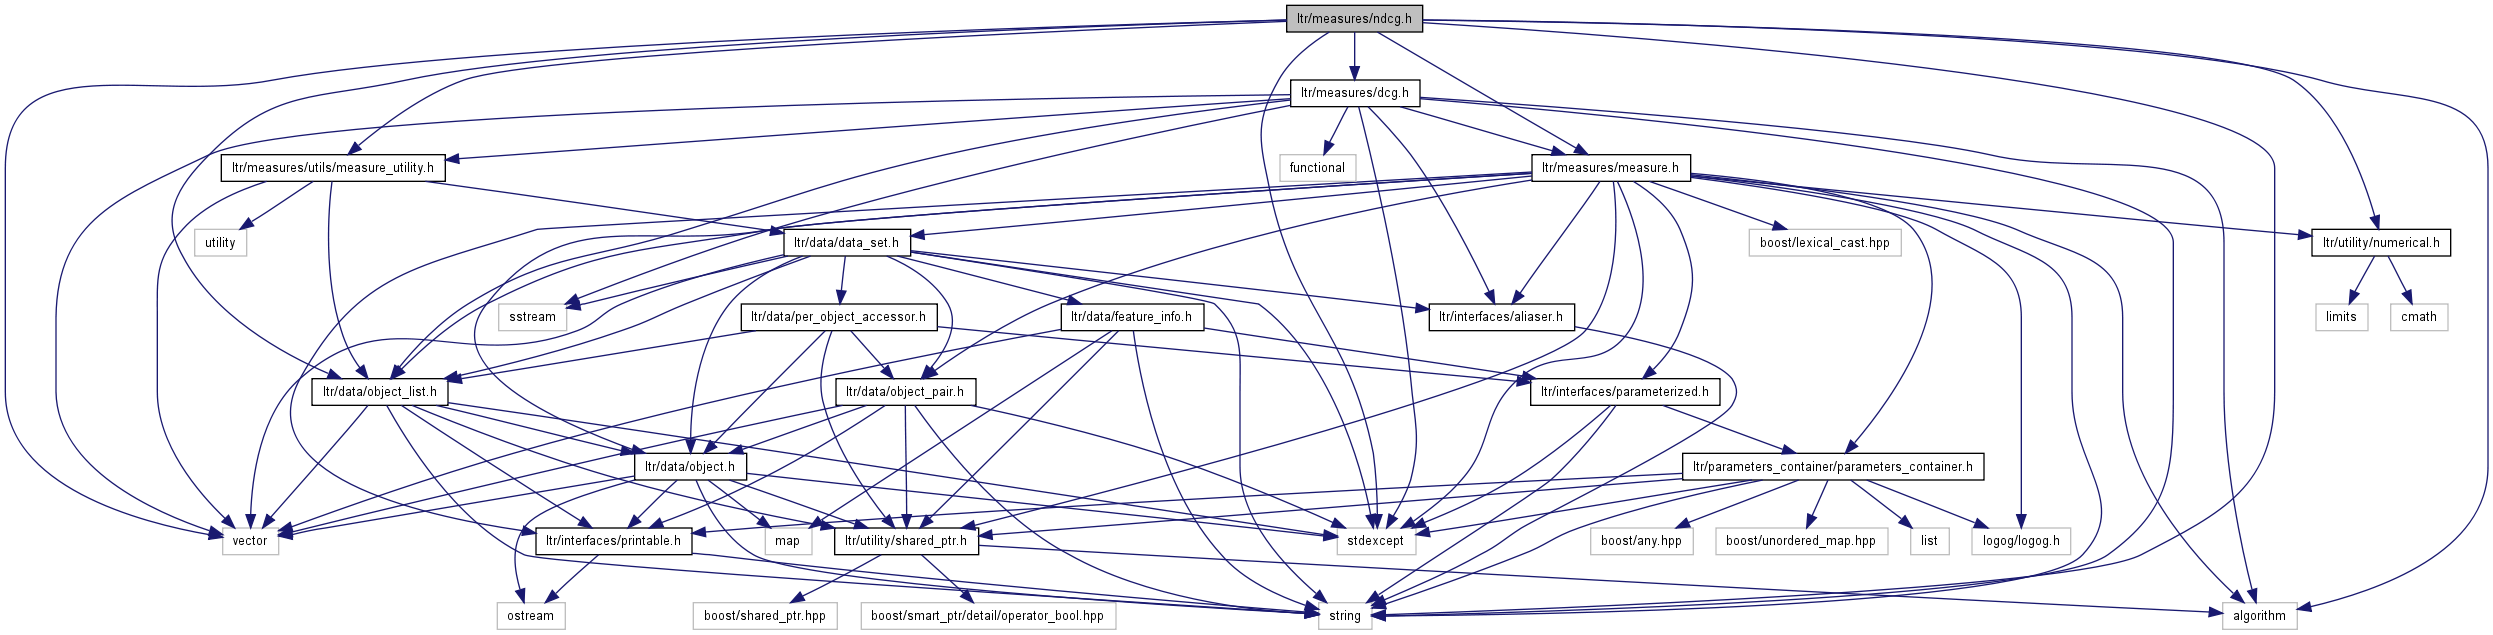 ltr/measures/ndcg.h
ltr/measures/dcg.h
ltr/measures/utils/measure_utility.h
functional
ltr/measures/measure.h
utility
ltr/data/data_set.h
boost/lexical_cast.hpp
ltr/utility/numerical.h
sstream
ltr/data/per_object_accessor.h
ltr/data/feature_info.h
ltr/interfaces/aliaser.h
limits
cmath
ltr/data/object_list.h
ltr/data/object_pair.h
ltr/interfaces/parameterized.h
ltr/data/object.h
ltr/parameters_container/parameters_container.h
vector
ltr/interfaces/printable.h
map
ltr/utility/shared_ptr.h
stdexcept
boost/any.hpp
boost/unordered_map.hpp
list
logog/logog.h
ostream
boost/shared_ptr.hpp
boost/smart_ptr/detail/operator_bool.hpp
string
algorithm